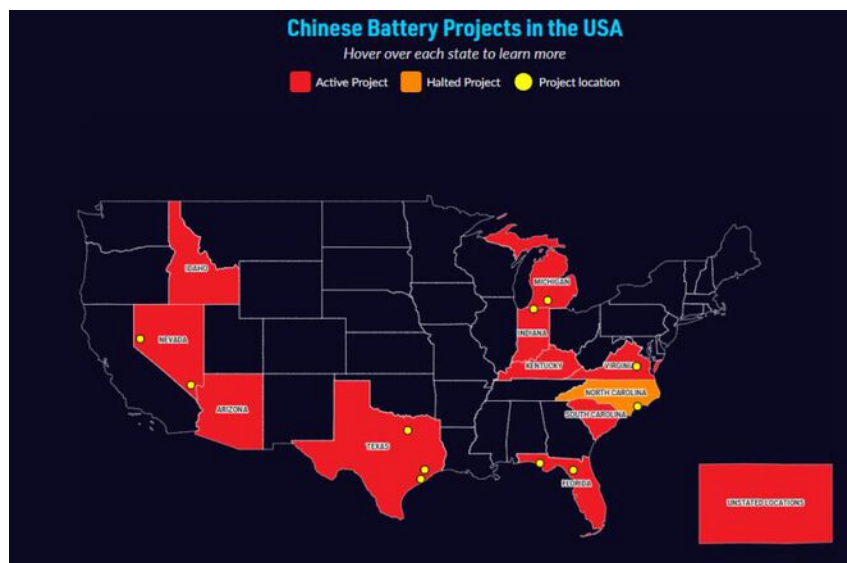 Chinese Battery Projects in the USA
Hover over each state to learn more
Active Project Halted Project Project location
IDAHO
MICHIGAN
NEVADA
INDIANA
KENTUCKY
VIRGINIA
NORTH CAROLINA
ARIZONA
SOUTH CAROLINA
TEXAS
FLORIDA
UNSTATED LOCATIONS